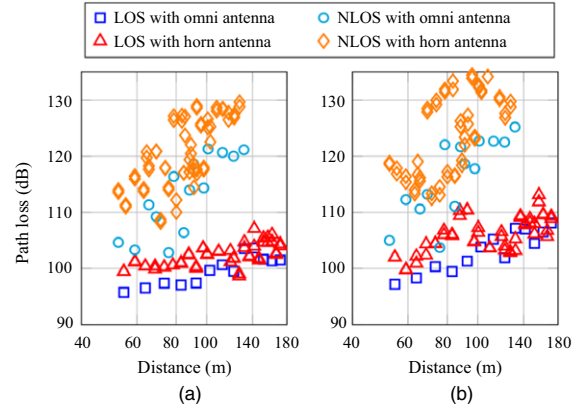 LOS with omni antenna NLOS with omni antenna
LOS with horn antenna NLOS with horn antenna
Path loss (dB)
130
120
110
100
90
40 60 80 100 140 180
Distance (m)
(a)
130
120
110
100
90
40 60 80 100 140 180
Distance (m)
(b)